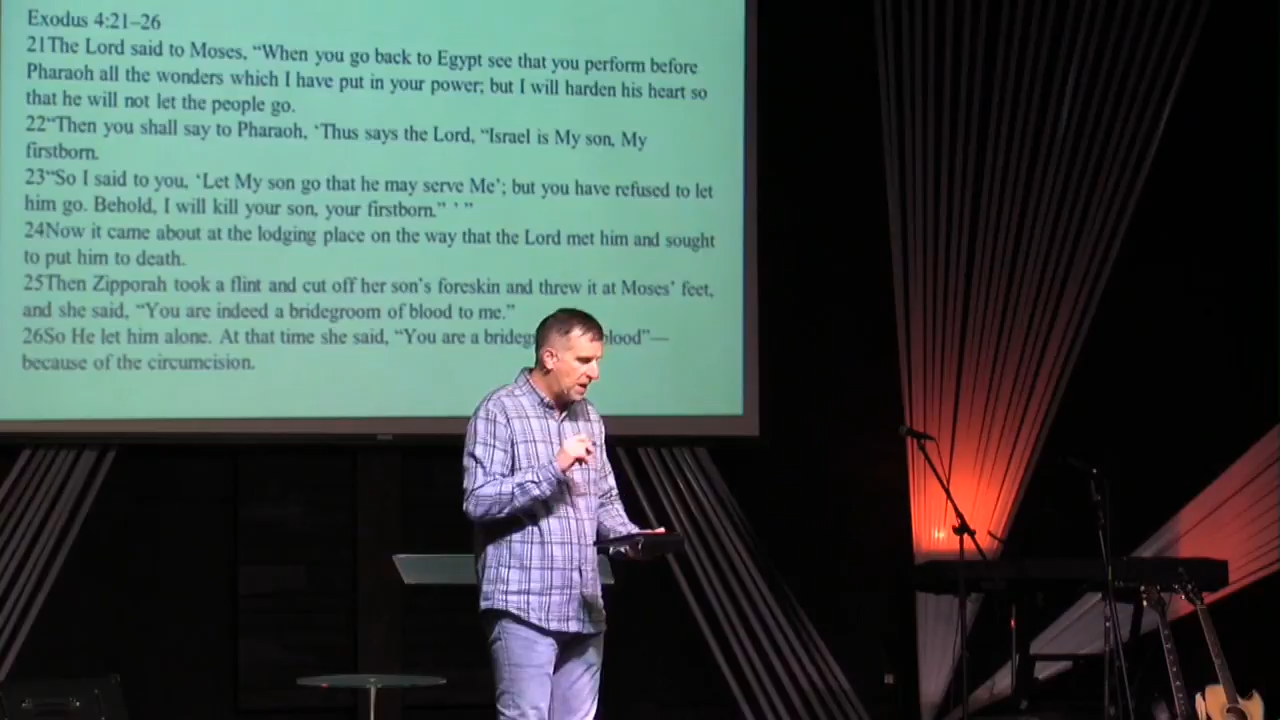 Exodus 4:21–26
21The Lord said to Moses, “When you go back to Egypt see that you perform before
Pharaoh all the wonders which I have put in your power; but I will harden his heart so
that he will not let the people go.
22“Then you shall say to Pharaoh, ‘Thus says the Lord, “Israel is My son, My
firstborn.
23“So I said to you, ‘Let My son go that he may serve Me’; but you have refused to let
him go. Behold, I will kill your son, your firstborn.” ’ ”
24Now it came about at the lodging place on the way that the Lord met him and sought
to put him to death.
25Then Zipporah took a flint and cut off her son’s foreskin and threw it at Moses’ feet,
and she said, “You are indeed a bridegroom of blood to me.”
26So He let him alone. At that time she said, “You are a
because of the circumcision.